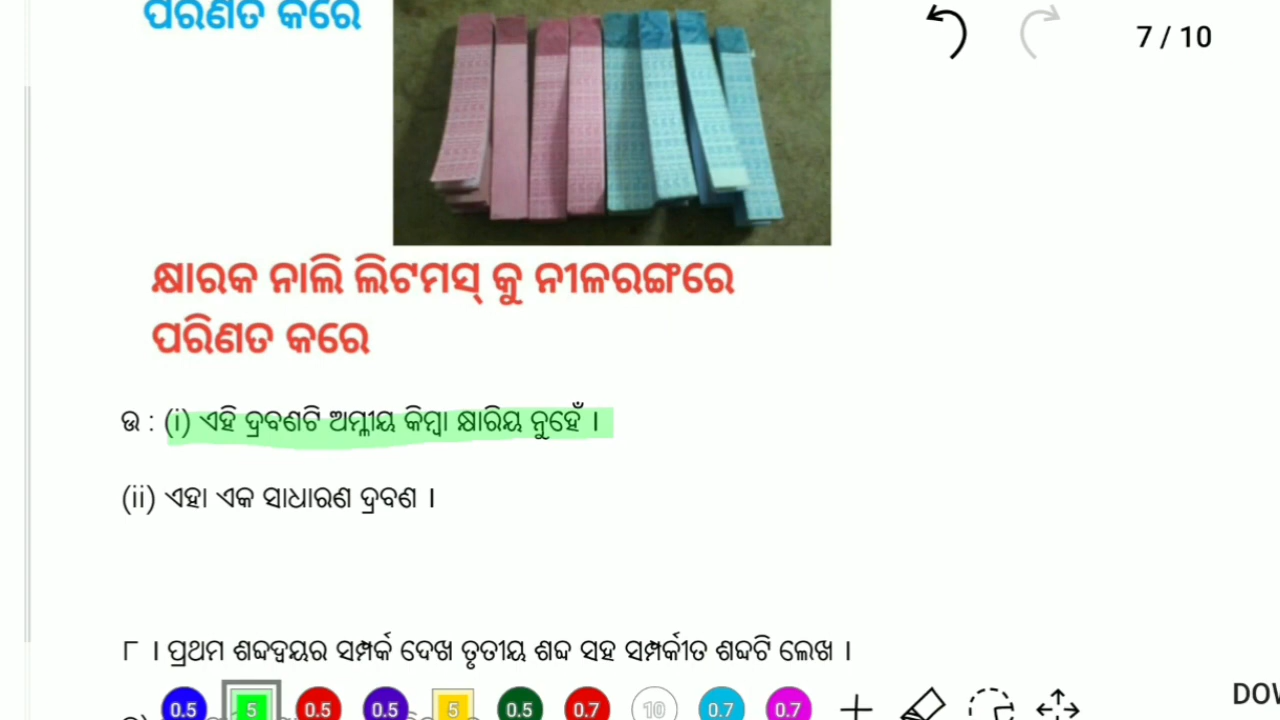 ପରିଣତ କରେ
7 / 10
କ୍ଷାରକ ନାଲି ଲିଟମସ୍ କୁ ନୀଳରଙ୍ଗରେ
ପରିଣତ କରେ
ଉ : (i) ଏହି ଦ୍ରବଣଟି ଅମ୍ଳୀୟ କିମ୍ବା କ୍ଷାରିୟ ନୁହେଁ ।
(ii) ଏହା ଏକ ସାଧାରଣ ଦ୍ରବଣ ।
୮ । ପ୍ରଥମ ଶବ୍ଦଦ୍ୱୟର ସମ୍ପର୍କ ଦେଖି ତୃତୀୟ ଶବ୍ଦ ସହ ସମ୍ପର୍କୀତ ଶବ୍ଦଟି ଲେଖ ।
0.5 5 0.5 0.5 5 0.5 0.7 10 0.7 0.7